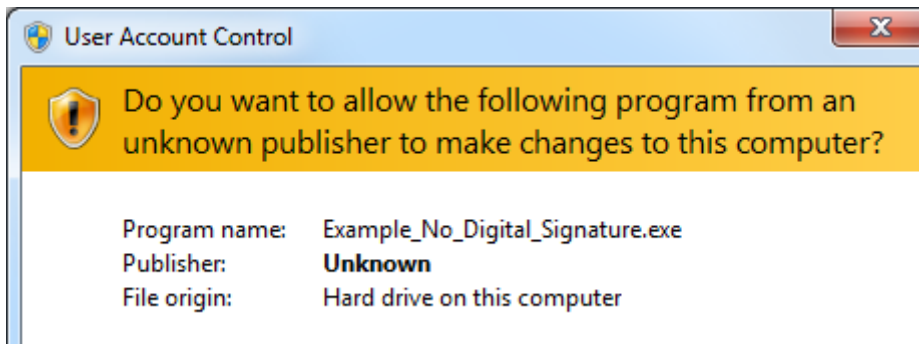 User Account Control
Do you want to allow the following program from an
unknown publisher to make changes to this computer?
Program name: Example_No_Digital_Signature.exe
Publisher: Unknown
File origin: Hard drive on this computer